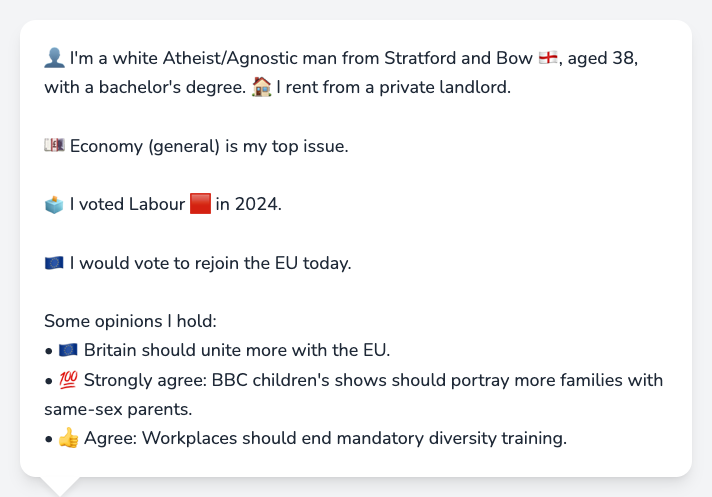 👤 I'm a white Atheist/Agnostic man from Stratford and Bow 🏴󠁧󠁢󠁥󠁮󠁧󠁿, aged 38,
with a bachelor's degree. 🏠 I rent from a private landlord.
💷 Economy (general) is my top issue.
🗳️ I voted Labour 🟥 in 2024.
🇪🇺 I would vote to rejoin the EU today.
Some opinions I hold:
• 🇪🇺 Britain should unite more with the EU.
• 💯 Strongly agree: BBC children's shows should portray more families with
same-sex parents.
• 👍 Agree: Workplaces should end mandatory diversity training.